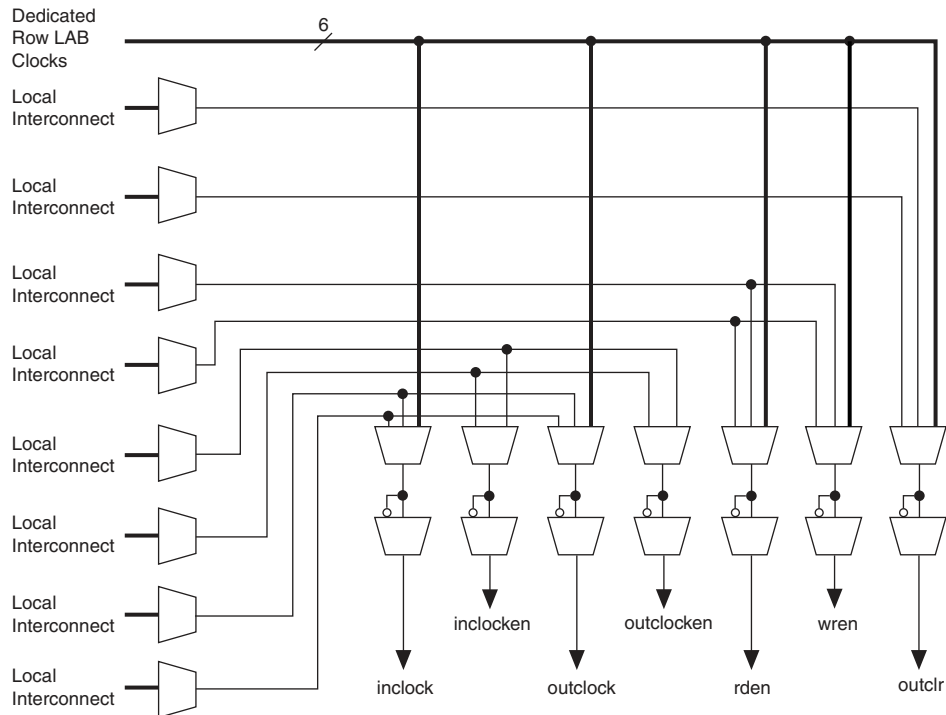 Dedicated
Row LAB
Clocks
6
Local
Interconnect
Local
Interconnect
Local
Interconnect
Local
Interconnect
Local
Interconnect
Local
Interconnect
Local
Interconnect
Local
Interconnect
inclocken
outclocken
wren
inclock
outclock
rden
outclr